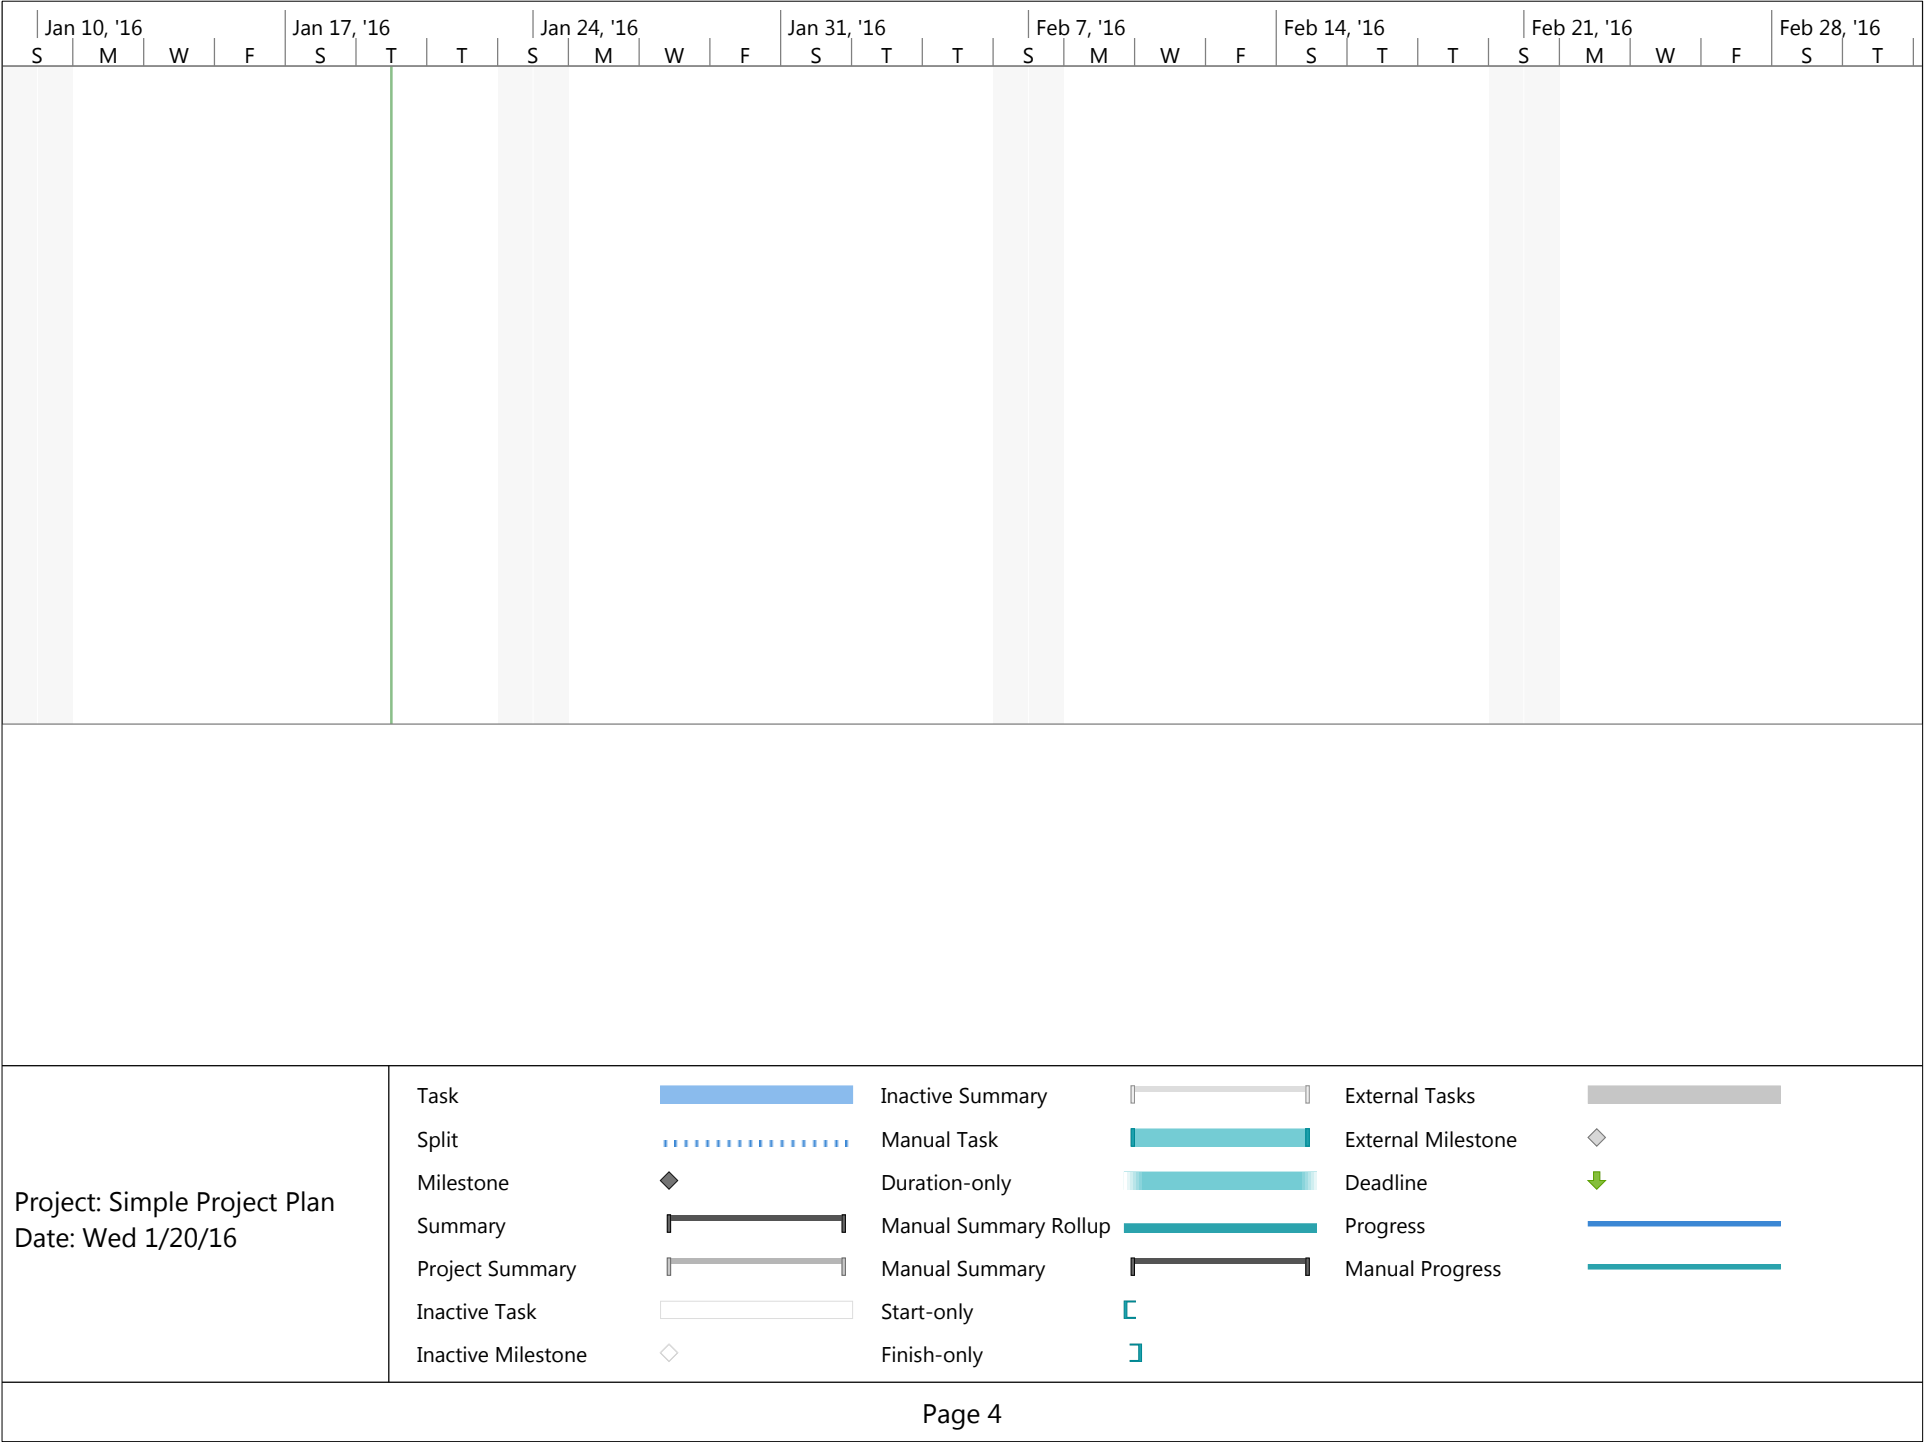 Jan 10, '16 Jan 17, '16 Jan 24, '16 Jan 31, '16 Feb 7, '16 Feb 14, '16 Feb 21, '16 Feb 28, '16
S M W F S T T S M W F S T T S M W F S T T S M W F S T
Project: Simple Project Plan
Date: Wed 1/20/16
Task
Split
Milestone
Summary
Project Summary
Inactive Task
Inactive Milestone
Inactive Summary
Manual Task
Duration-only
Manual Summary Rollup
Manual Summary
Start-only
Finish-only
External Tasks
External Milestone
Deadline
Progress
Manual Progress
Page 4